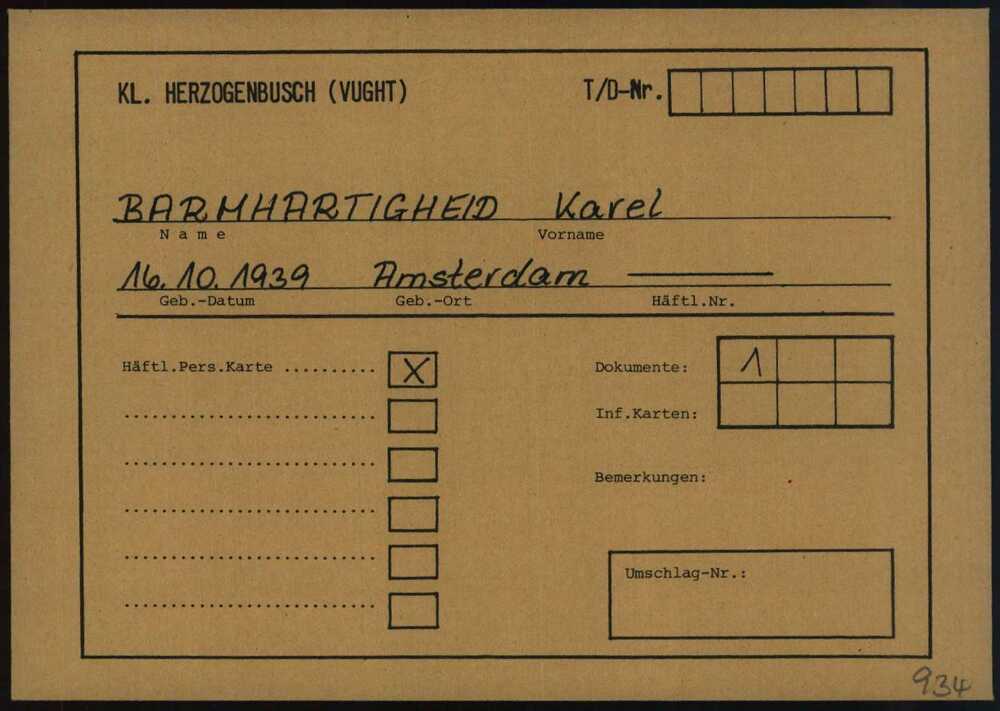 KL. HERZOGENBUSCH (VUGHT) T/D-Nr.
BARMHARTIGHEID Karel
Name Vorname
16.10.1939 Amsterdam
Geb.-Datum Geb.-Ort Häftl.Nr.
Häftl.Pers.Karte .......... X Dokumente: 1
Inf.Karten:
Bemerkungen:
Umschlag-Nr.:
934